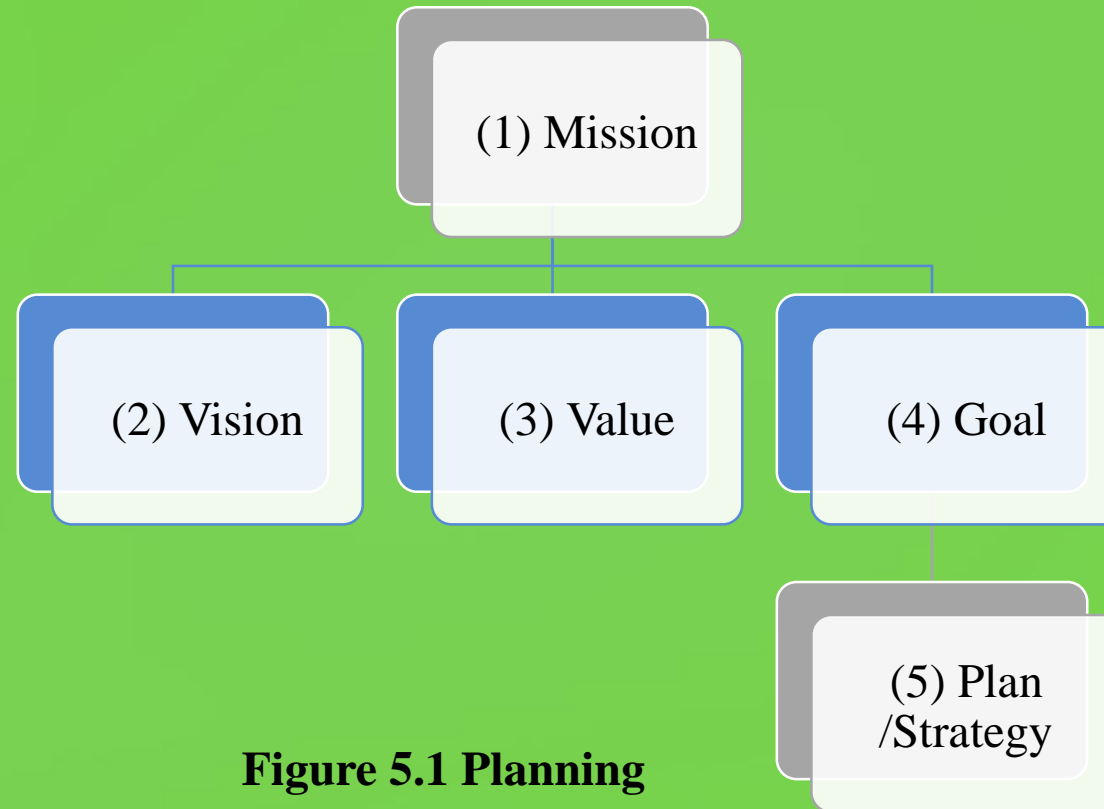 (1) Mission
(2) Vision
(3) Value
(4) Goal
(5) Plan
/Strategy
Figure 5.1 Planning